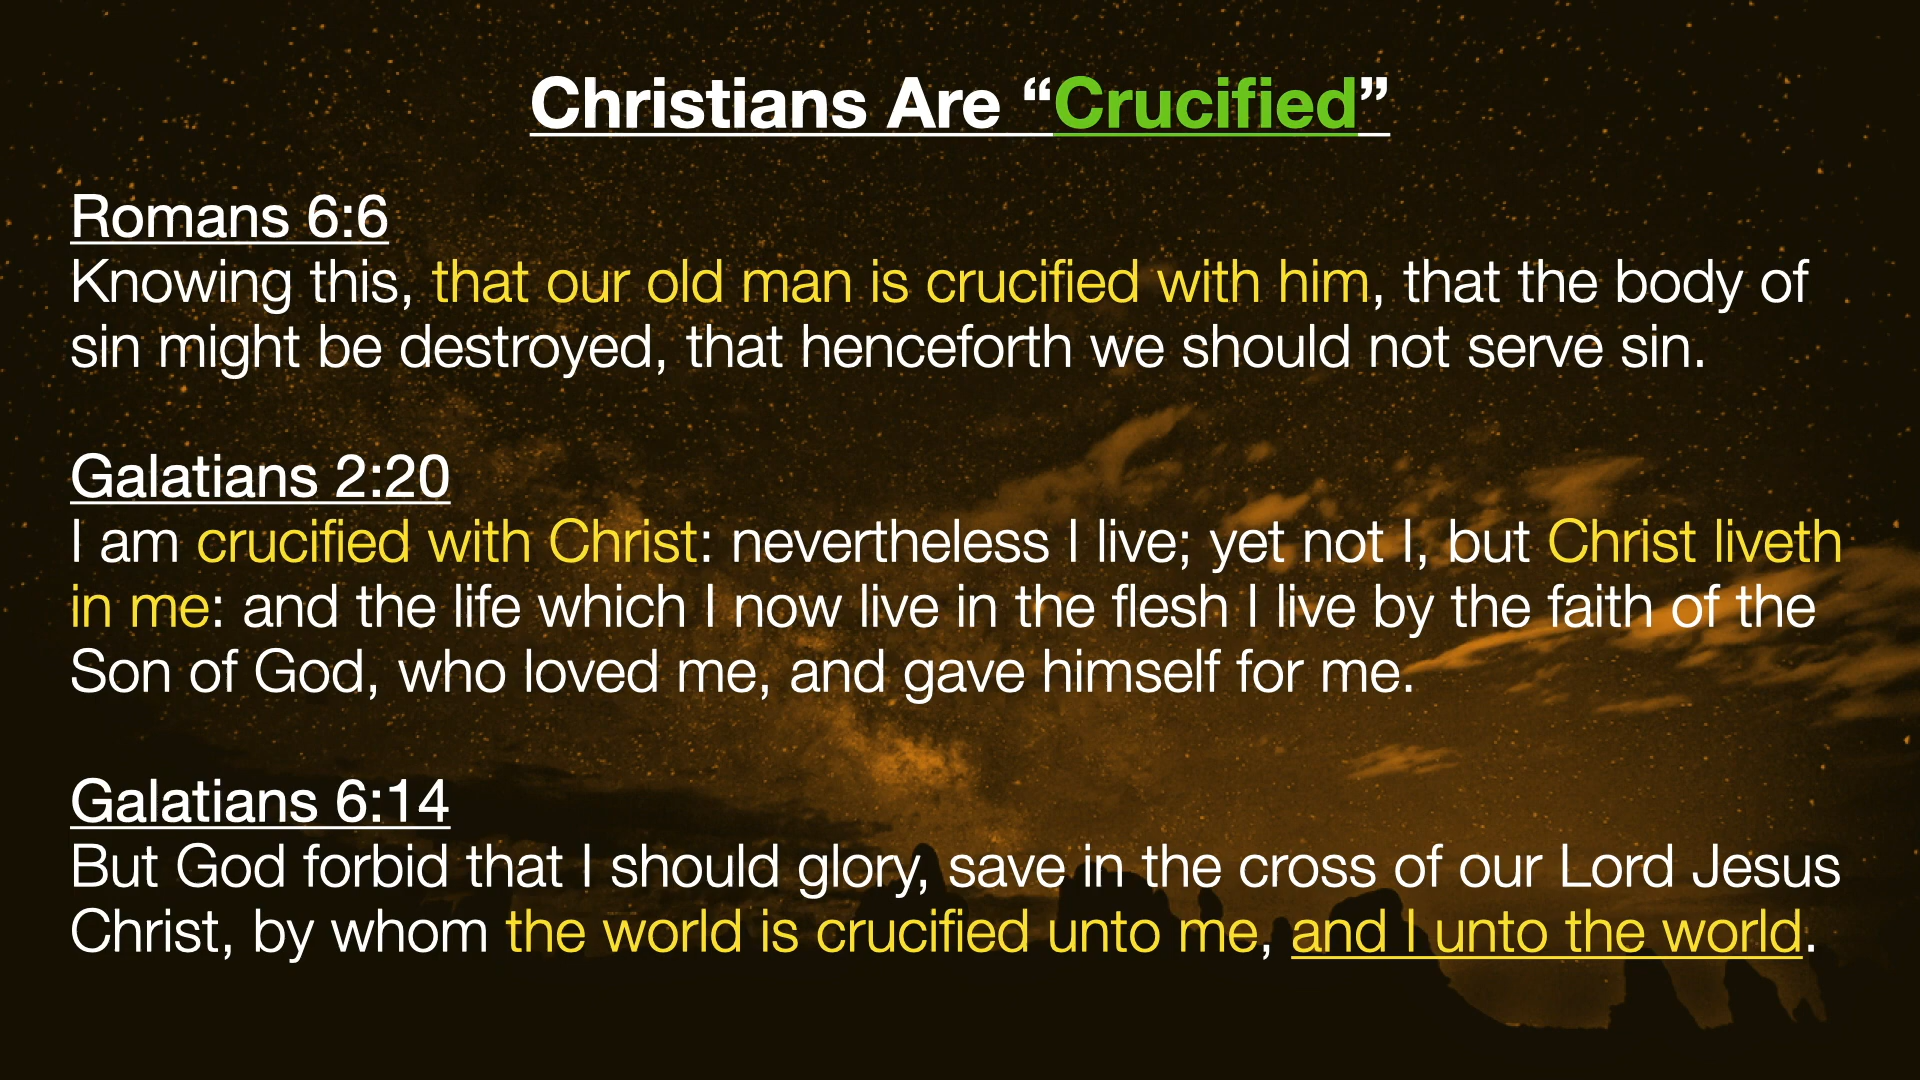 Christians Are “Crucified”
Romans 6:6
Knowing this, that our old man is crucified with him, that the body of
sin might be destroyed, that henceforth we should not serve sin.
Galatians 2:20
I am crucified with Christ: nevertheless I live; yet not I, but Christ liveth
in me: and the life which I now live in the flesh I live by the faith of the
Son of God, who loved me, and gave himself for me.
Galatians 6:14
But God forbid that I should glory, save in the cross of our Lord Jesus
Christ, by whom the world is crucified unto me, and I unto the world.